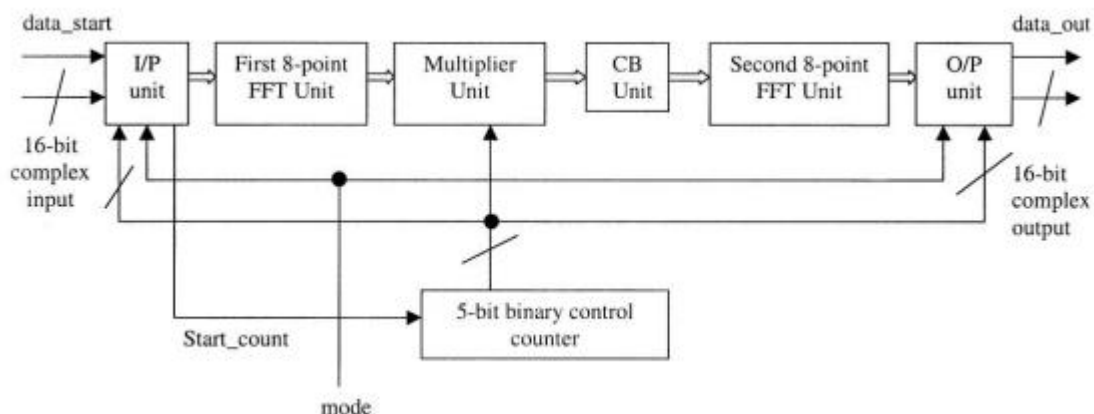 data_start
data_out
I/P
unit
First 8-point
FFT Unit
Multiplier
Unit
CB
Unit
Second 8-point
FFT Unit
O/P
unit
16-bit
complex
input
16-bit
complex
output
5-bit binary control
counter
Start_count
mode